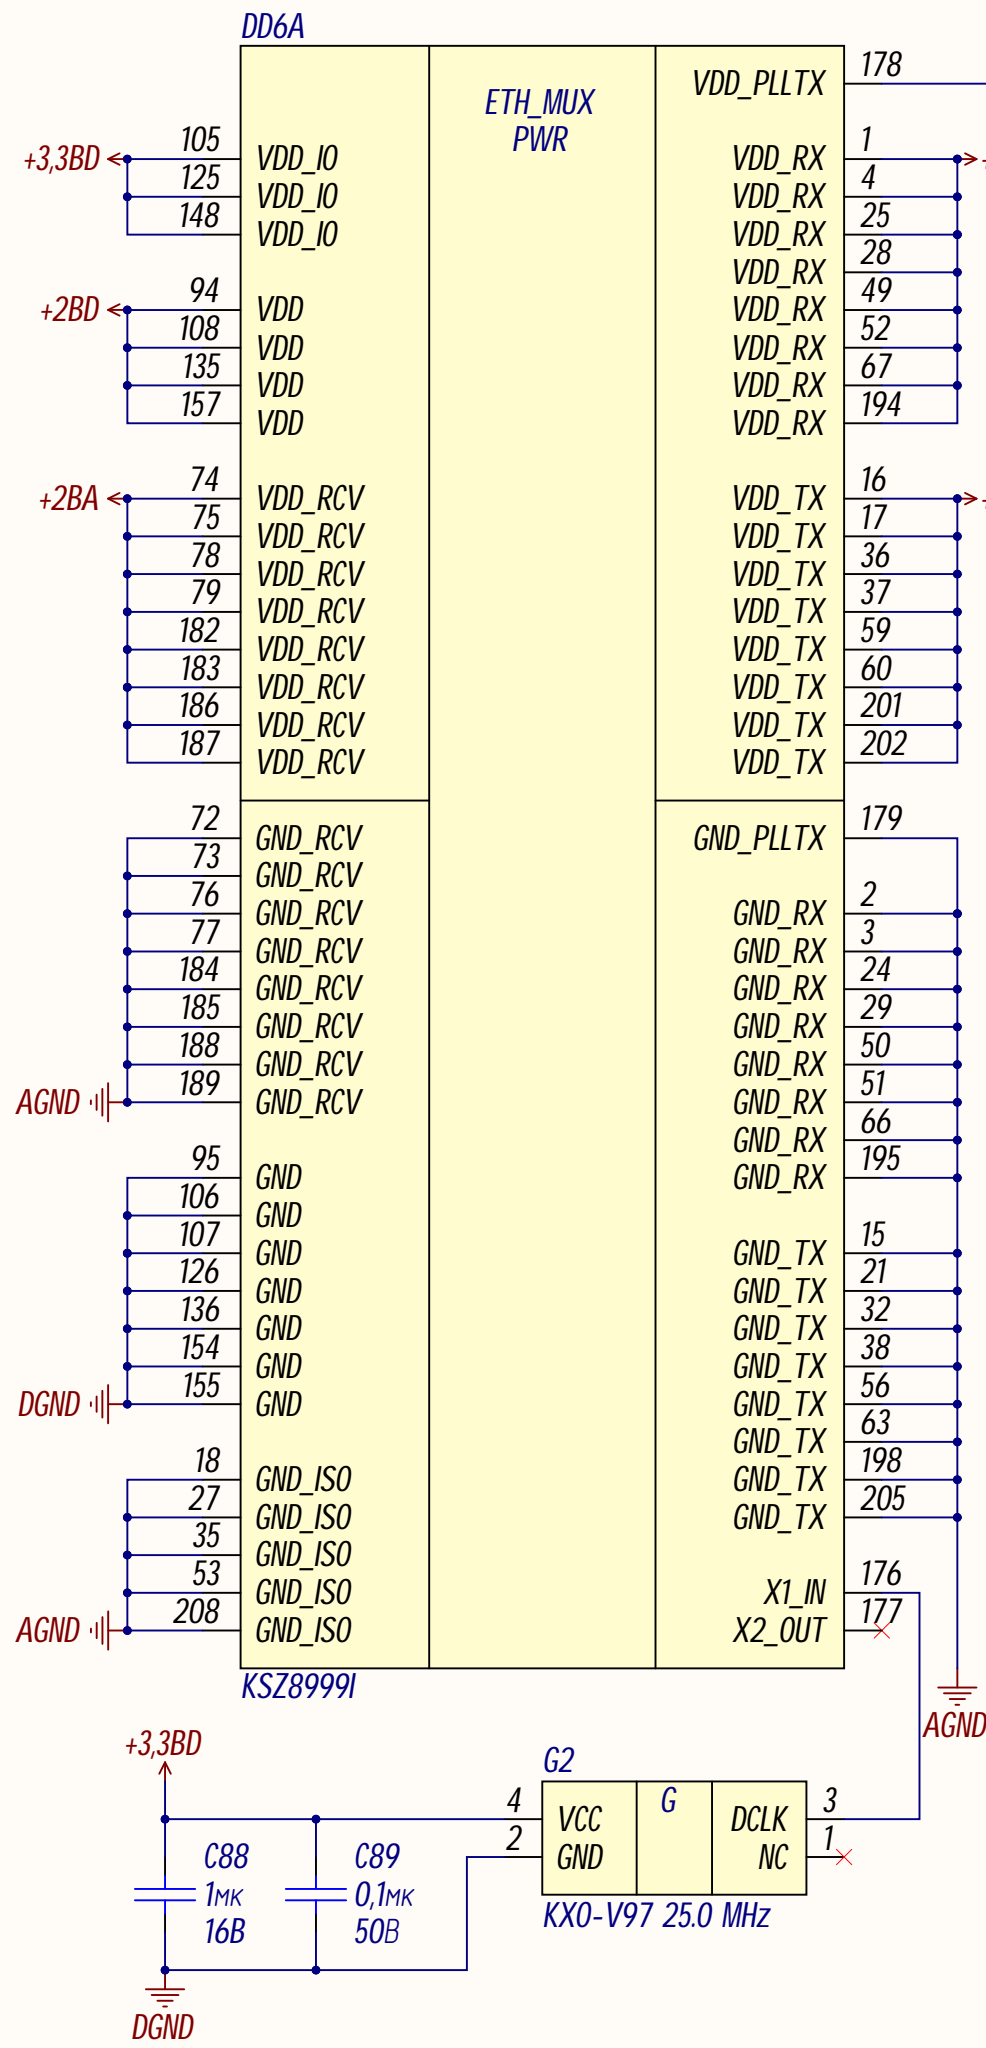 DD6A
ETH_MUX
PWR
+3,3BD
105 VDD_IO
125 VDD_IO
148 VDD_IO
+2BD
94 VDD
108 VDD
135 VDD
157 VDD
+2BA
74 VDD_RCV
75 VDD_RCV
78 VDD_RCV
79 VDD_RCV
182 VDD_RCV
183 VDD_RCV
186 VDD_RCV
187 VDD_RCV
72 GND_RCV
73 GND_RCV
76 GND_RCV
77 GND_RCV
184 GND_RCV
185 GND_RCV
188 GND_RCV
AGND 189 GND_RCV
95 GND
106 GND
107 GND
126 GND
136 GND
154 GND
DGND 155 GND
18 GND_ISO
27 GND_ISO
35 GND_ISO
53 GND_ISO
AGND 208 GND_ISO
VDD_PLLTX 178
VDD_RX 1
VDD_RX 4
VDD_RX 25
VDD_RX 28
VDD_RX 49
VDD_RX 52
VDD_RX 67
VDD_RX 194
VDD_TX 16
VDD_TX 17
VDD_TX 36
VDD_TX 37
VDD_TX 59
VDD_TX 60
VDD_TX 201
VDD_TX 202
GND_PLLTX 179
GND_RX 2
GND_RX 3
GND_RX 24
GND_RX 29
GND_RX 50
GND_RX 51
GND_RX 66
GND_RX 195
GND_TX 15
GND_TX 21
GND_TX 32
GND_TX 38
GND_TX 56
GND_TX 63
GND_TX 198
GND_TX 205
X1_IN 176
X2_OUT 177
AGND
KSZ8999I
+3,3BD
C88
1мк
16В
C89
0,1мк
50В
DGND
G2
G
4 VCC
2 GND
DCLK 3
NC 1
KXO-V97 25.0 MHz